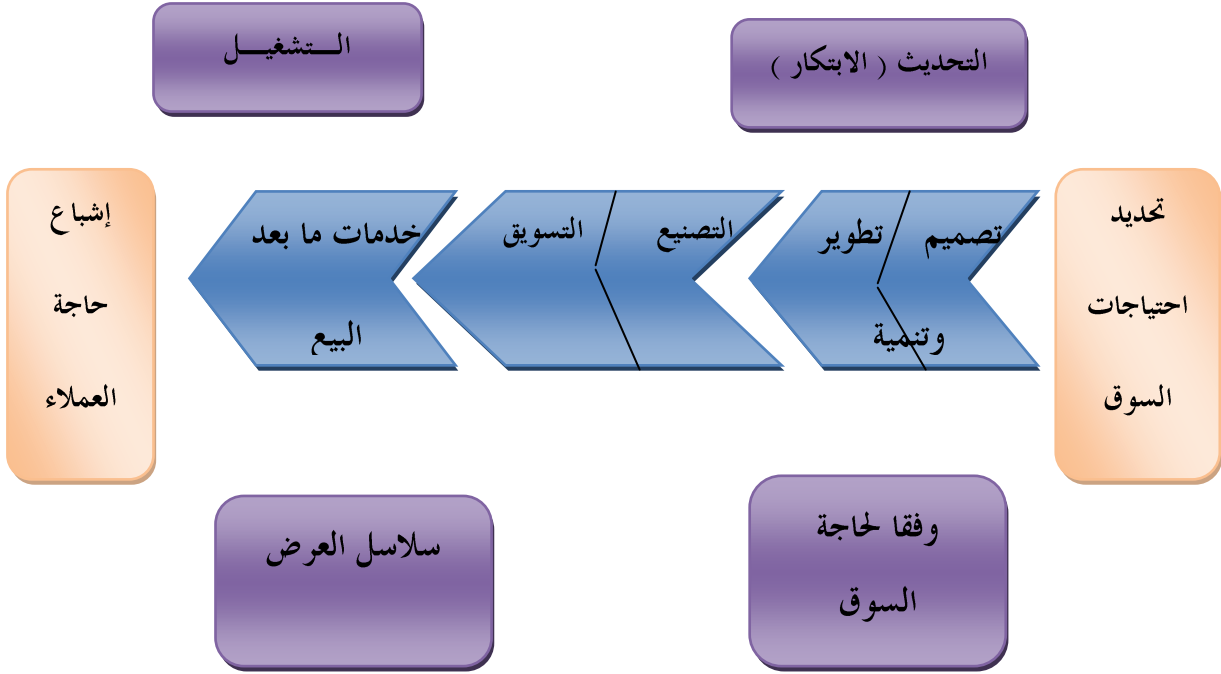 التحديث ( الابتكار )
الـــتشغيـــل
تحديد
احتياجات
السوق
تصميم
تطوير
وتنمية
التصنيع
التسويق
خدمات ما بعد
البيع
إشباع
حاجة
العملاء
وفقا لحاجة
السوق
سلاسل العرض